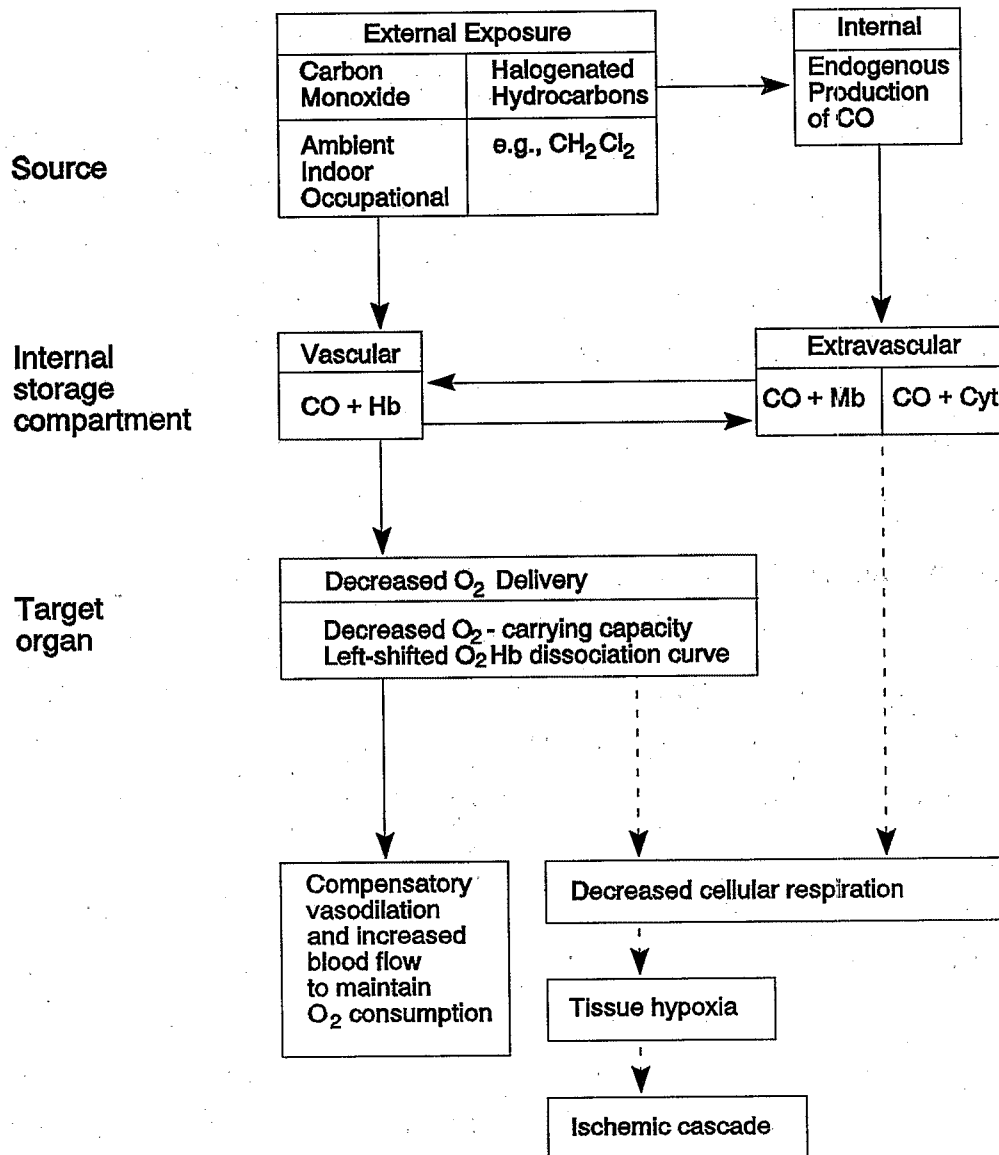 External Exposure
Carbon
Monoxide
Halogenated
Hydrocarbons
Ambient
Indoor
Occupational
e.g., CH₂Cl₂
Internal
Endogenous
Production
of CO
Source
Internal
storage
compartment
Vascular
CO + Hb
Extravascular
CO + Mb
CO + Cyt
Target
organ
Decreased O₂ Delivery
Decreased O₂ - carrying capacity
Left-shifted O₂Hb dissociation curve
Compensatory
vasodilation
and increased
blood flow
to maintain
O₂ consumption
Decreased cellular respiration
Tissue hypoxia
Ischemic cascade